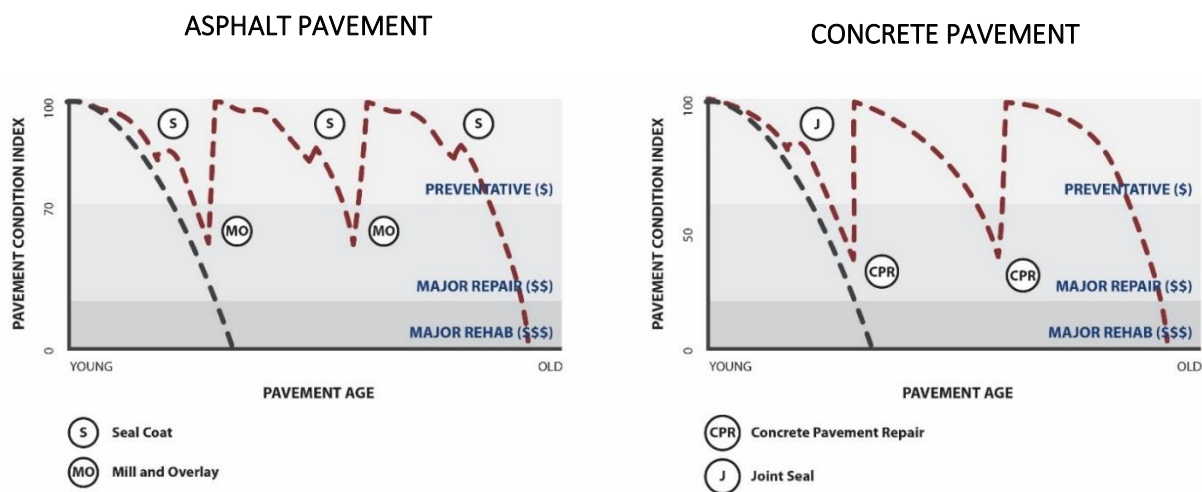 ASPHALT PAVEMENT
PAVEMENT CONDITION INDEX
100
70
0
S
S
S
MO
MO
PREVENTATIVE ($)
MAJOR REPAIR ($$)
MAJOR REHAB ($$$)
YOUNG
OLD
PAVEMENT AGE
S Seal Coat
MO Mill and Overlay
CONCRETE PAVEMENT
PAVEMENT CONDITION INDEX
100
50
0
J
CPR
CPR
PREVENTATIVE ($)
MAJOR REPAIR ($$)
MAJOR REHAB ($$$)
YOUNG
OLD
PAVEMENT AGE
CPR Concrete Pavement Repair
J Joint Seal